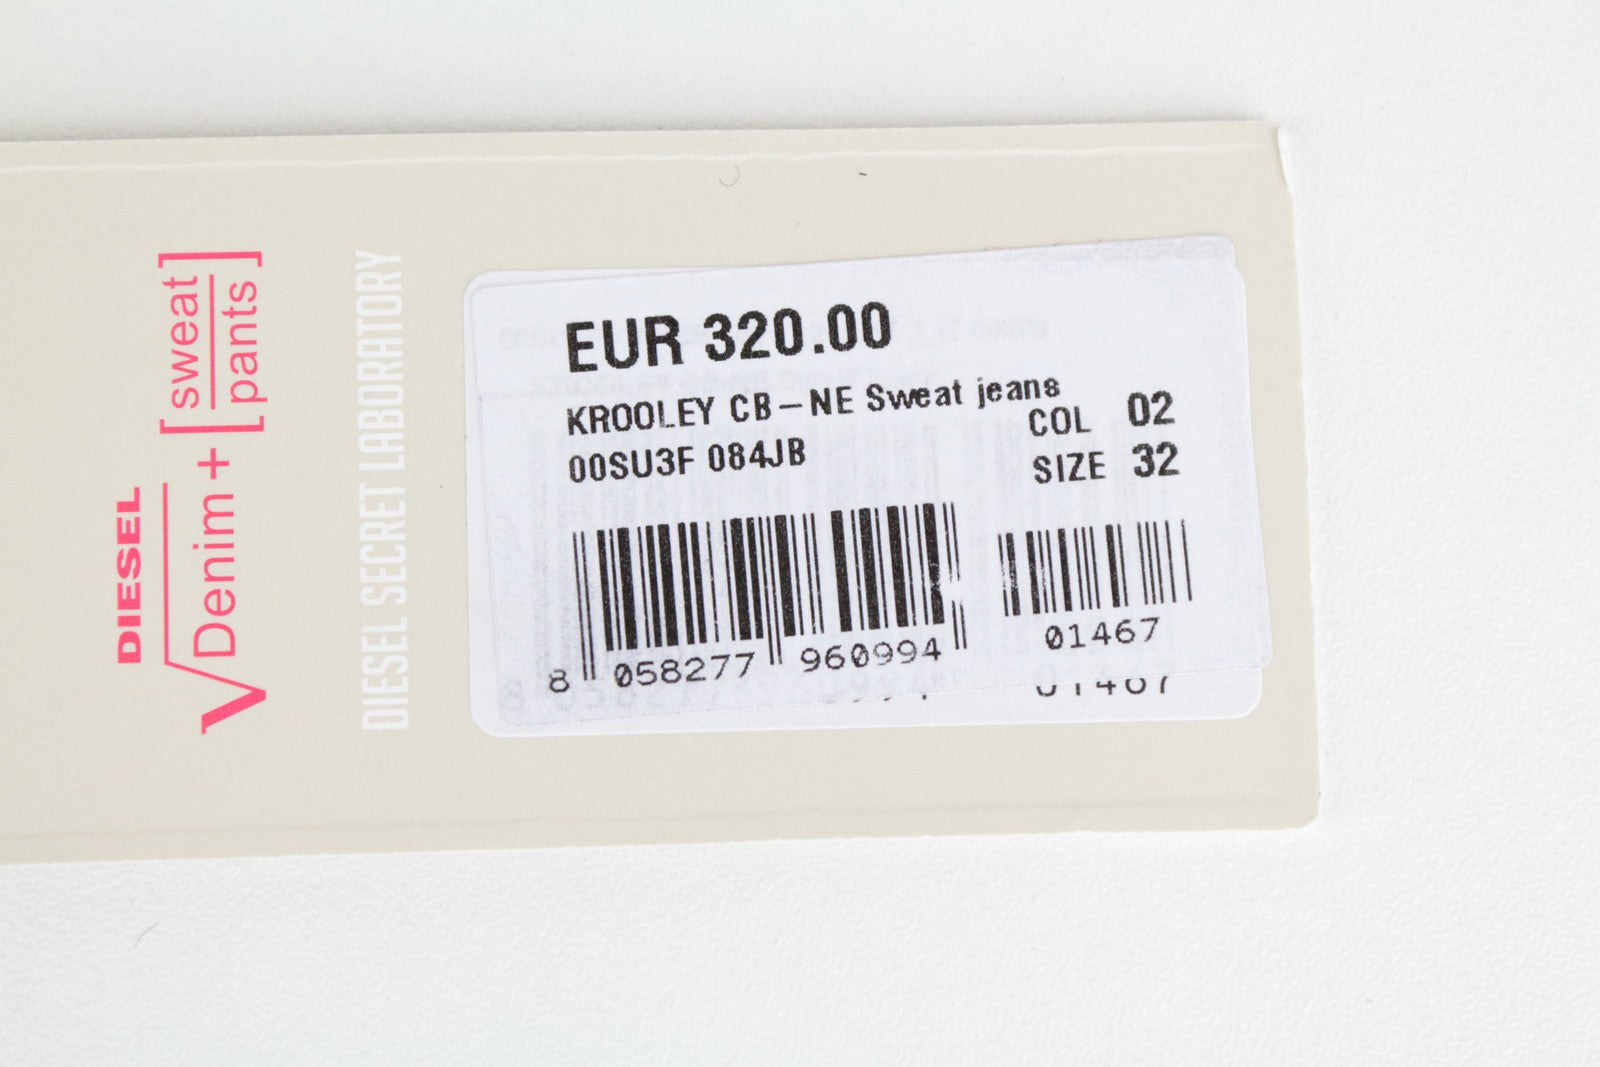 DIESEL
√Denim + [sweat
pants]
DIESEL SECRET LABORATORY
EUR 320.00
KROOLEY CB-NE Sweat jeans
00SU3F 084JB
COL 02
SIZE 32
8 058277 960994
01467
01467